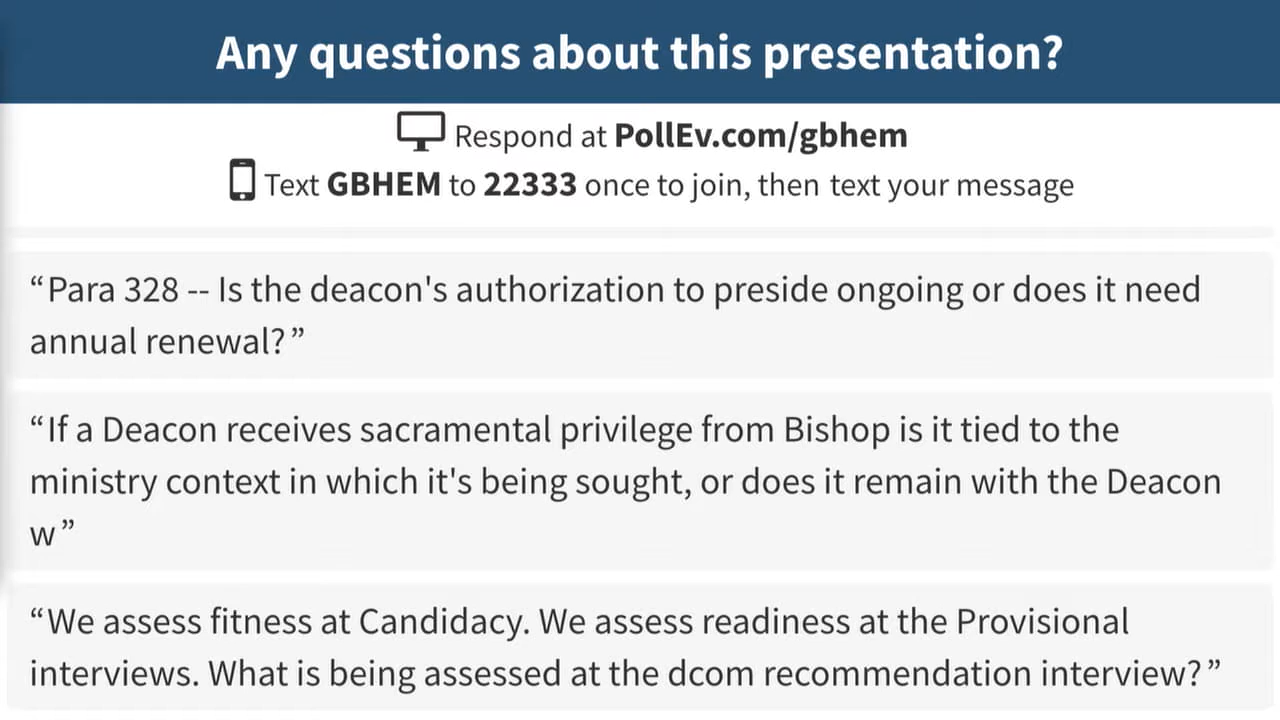 Any questions about this presentation?
Respond at PollEv.com/gbhem
Text GBHEM to 22333 once to join, then text your message
“Para 328 -- Is the deacon's authorization to preside ongoing or does it need
annual renewal?”
“If a Deacon receives sacramental privilege from Bishop is it tied to the
ministry context in which it's being sought, or does it remain with the Deacon
w”
“We assess fitness at Candidacy. We assess readiness at the Provisional
interviews. What is being assessed at the dcom recommendation interview?”